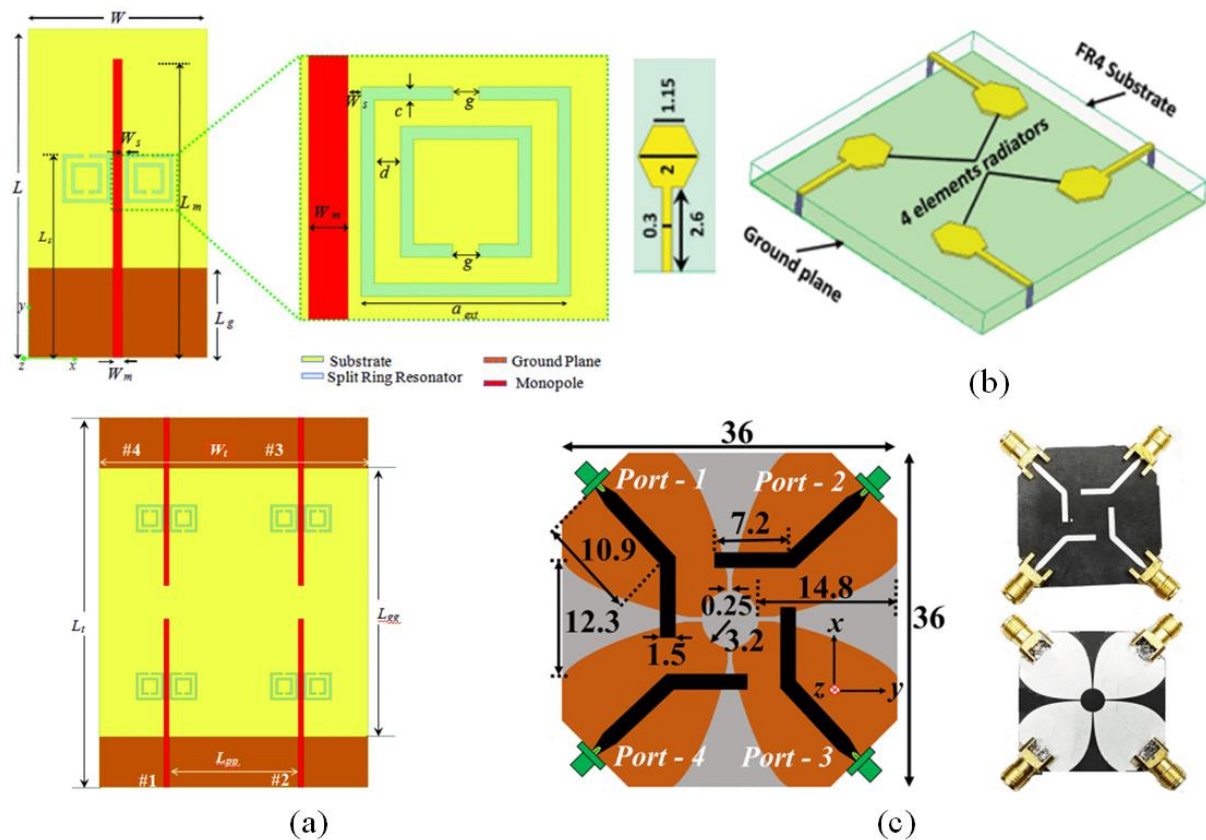 W
L
W_s
L_m
L_s
L_g
y
z
x
W_m
W_s
c
g
d
W_m
g
a_ext
Substrate
Ground Plane
Split Ring Resonator
Monopole
1.15
2
0.3
2.6
FR4 Substrate
4 elements radiators
Ground plane
(b)
#4
W_t
#3
L_t
L_gg
L_pp
#1
#2
(a)
36
Port - 1
Port - 2
7.2
10.9
14.8
0.25
12.3
3.2
36
1.5
x
z
y
Port - 4
Port - 3
(c)